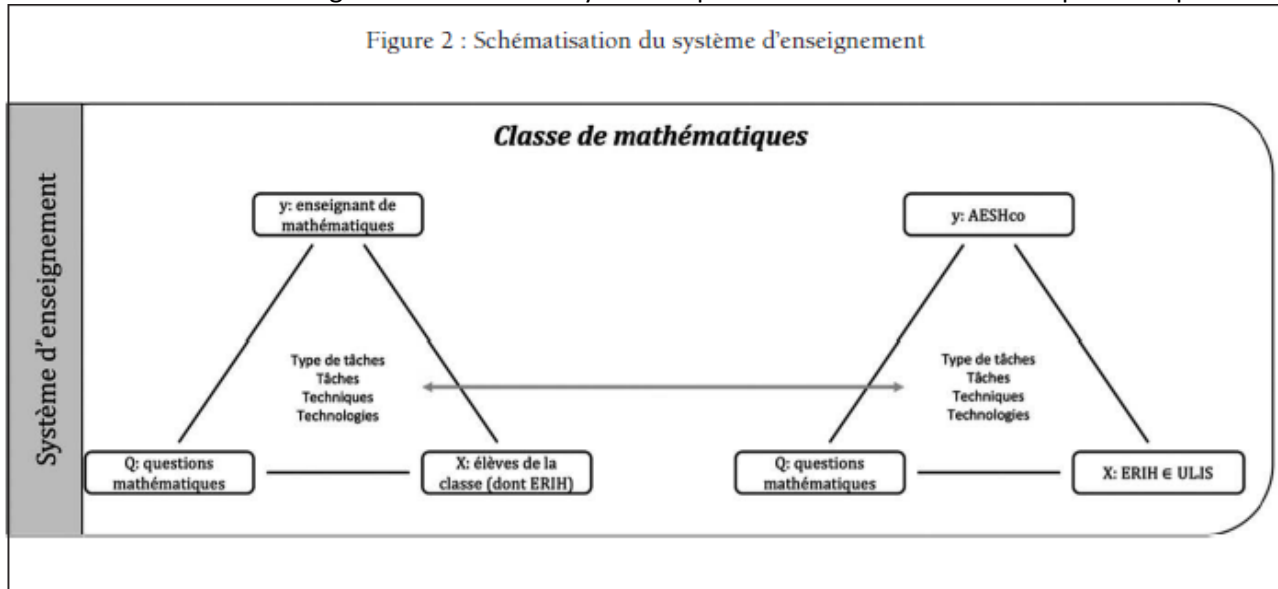 Figure 2 : Schématisation du système d'enseignement
Système d'enseignement
Classe de mathématiques
y: enseignant de
mathématiques
Type de tâches
Tâches
Techniques
Technologies
Q: questions
mathématiques
X: élèves de la
classe (dont ERIH)
y: AESHco
Type de tâches
Tâches
Techniques
Technologies
Q: questions
mathématiques
X: ERIH ∈ ULIS